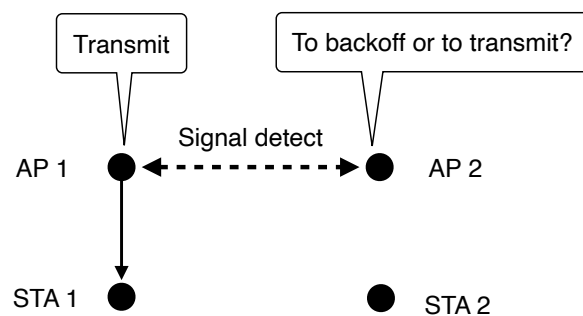 Transmit
To backoff or to transmit?
Signal detect
AP 1
AP 2
STA 1
STA 2